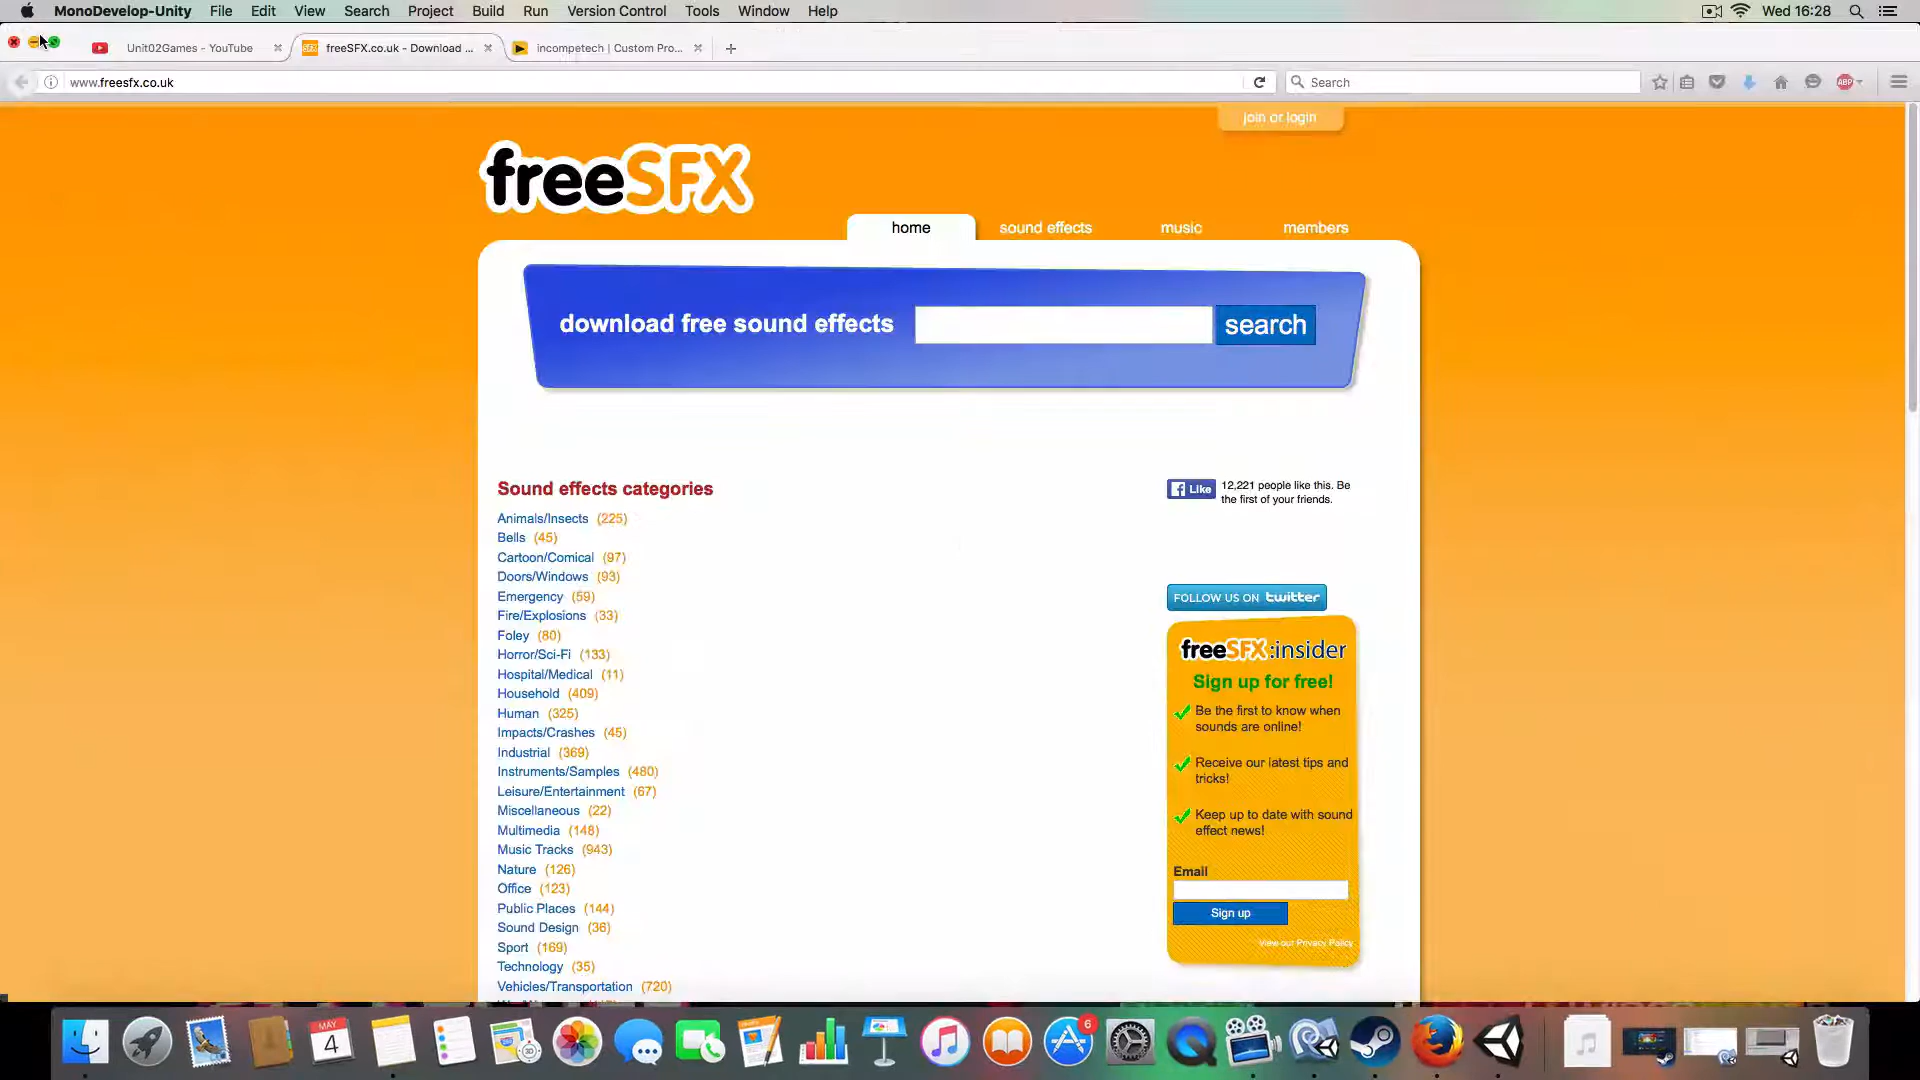 MonoDevelop-Unity File Edit View Search Project Build Run Version Control Tools Window Help Wed 16:28
Unit02Games - YouTube freeSFX.co.uk - Download ... incompetech | Custom Pro...
www.freesfx.co.uk Search ABP
join or login
freeSFX
home sound effects music members
download free sound effects search
Sound effects categories
Like 12,221 people like this. Be
the first of your friends.
Animals/Insects (225)
Bells (45)
Cartoon/Comical (97)
Doors/Windows (93)
Emergency (59)
Fire/Explosions (33)
Foley (80)
Horror/Sci-Fi (133)
Hospital/Medical (11)
Household (409)
Human (325)
Impacts/Crashes (45)
Industrial (369)
Instruments/Samples (480)
Leisure/Entertainment (67)
Miscellaneous (22)
Multimedia (148)
Music Tracks (943)
Nature (126)
Office (123)
Public Places (144)
Sound Design (36)
Sport (169)
Technology (35)
Vehicles/Transportation (720)
FOLLOW US ON twitter
freeSFX:insider
Sign up for free!
Be the first to know when
sounds are online!
Receive our latest tips and
tricks!
Keep up to date with sound
effect news!
Email
Sign up
View our Privacy Policy
MAY
4
6